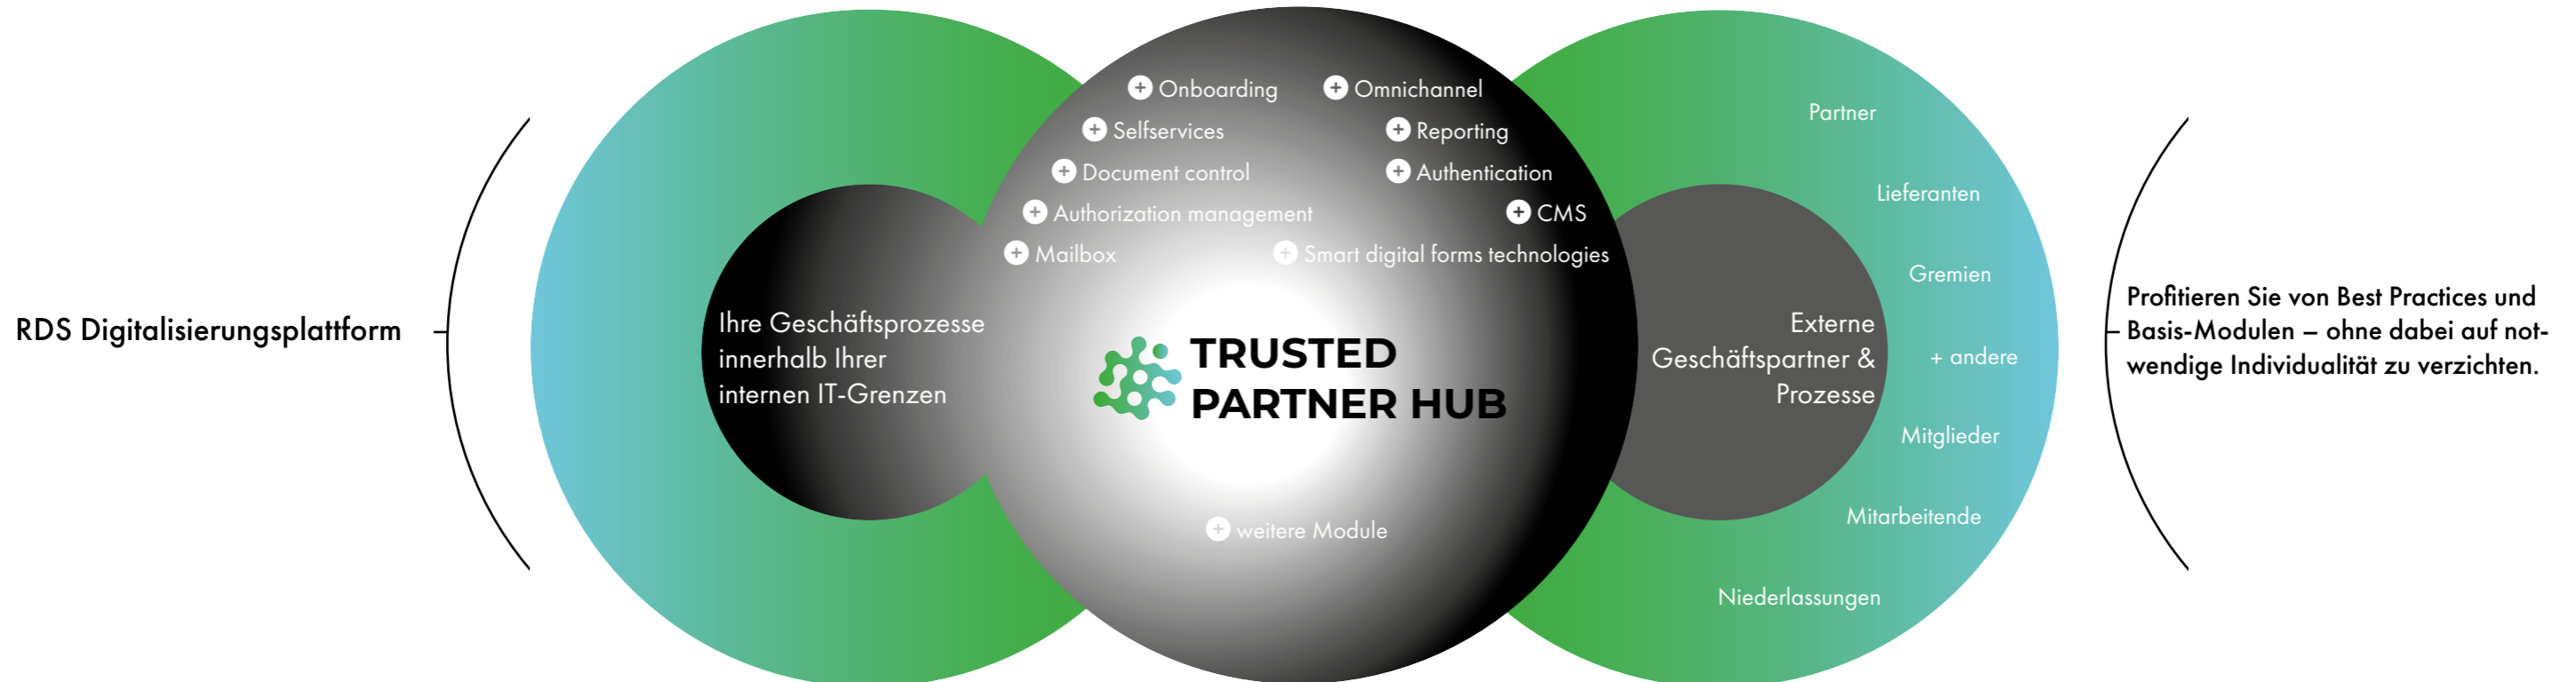 RDS Digitalisierungsplattform
Ihre Geschäftsprozesse
innerhalb Ihrer
internen IT-Grenzen
Onboarding
Selfservices
Document control
Authorization management
Mailbox
Omnichannel
Reporting
Authentication
CMS
Smart digital forms technologies
TRUSTED
PARTNER HUB
weitere Module
Externe
Geschäftspartner &
Prozesse
Partner
Lieferanten
Gremien
+ andere
Mitglieder
Mitarbeitende
Niederlassungen
Profitieren Sie von Best Practices und
Basis-Modulen – ohne dabei auf not-
wendige Individualität zu verzichten.